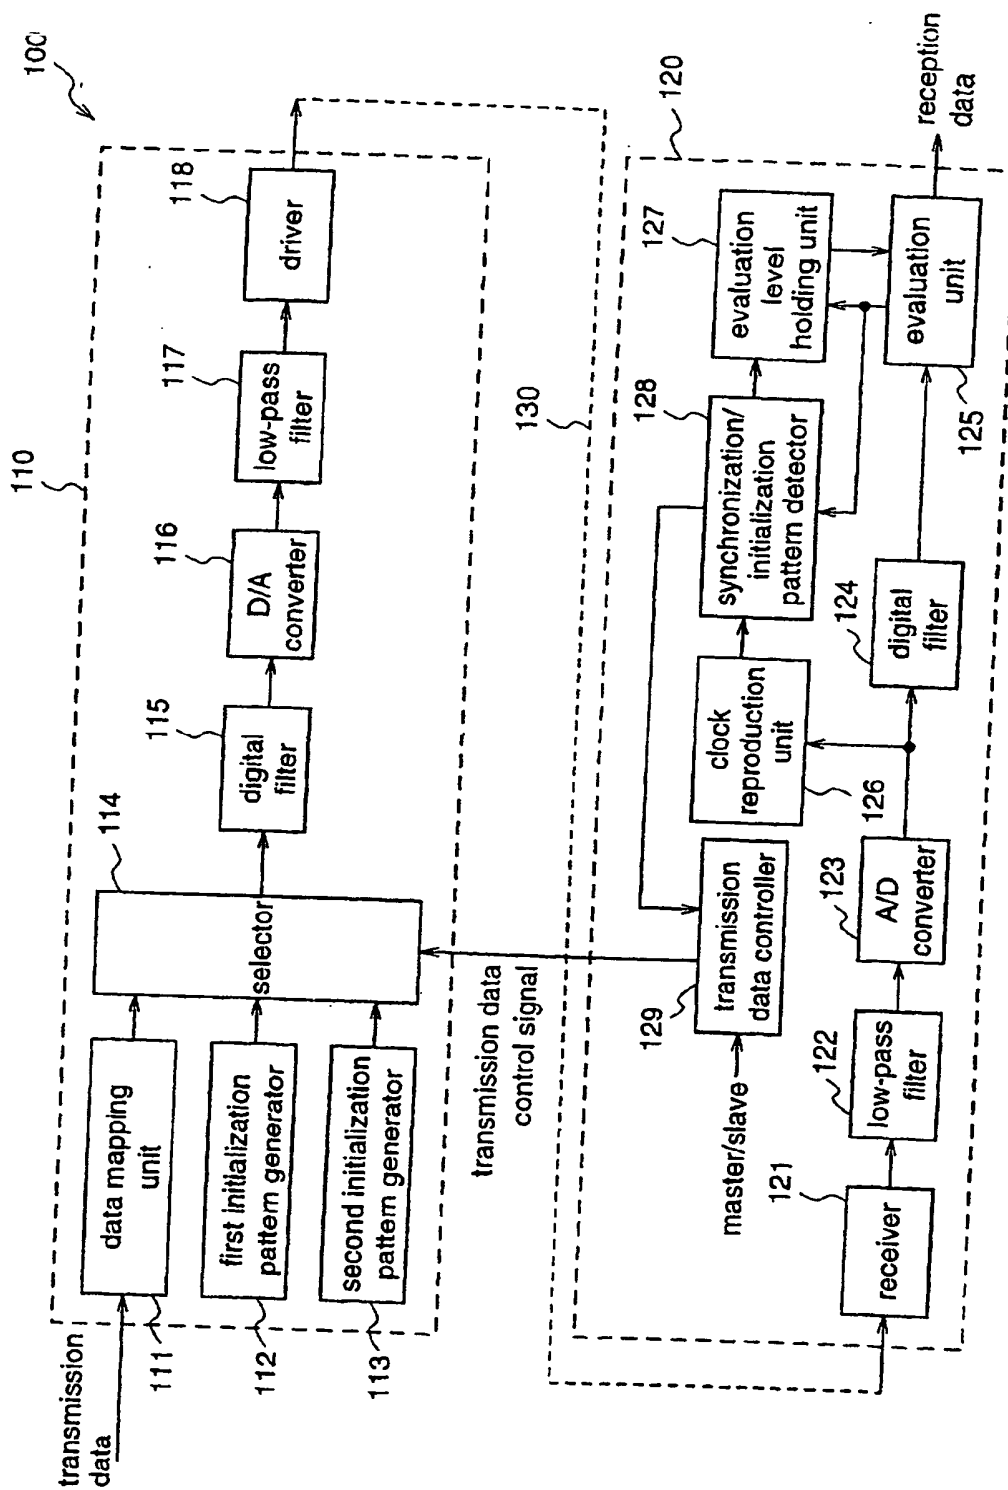 100
110
transmission
data
data mapping
unit
111
first initialization
pattern generator
112
second initialization
pattern generator
113
114
selector
115
digital
filter
116
D/A
converter
117
low-pass
filter
118
driver
transmission data
control signal
130
120
master/slave
129
transmission
data controller
clock
reproduction
unit
126
128
synchronization/
initialization
pattern detector
127
evaluation
level
holding unit
121
receiver
122
low-pass
filter
123
A/D
converter
124
digital
filter
125
evaluation
unit
reception
data